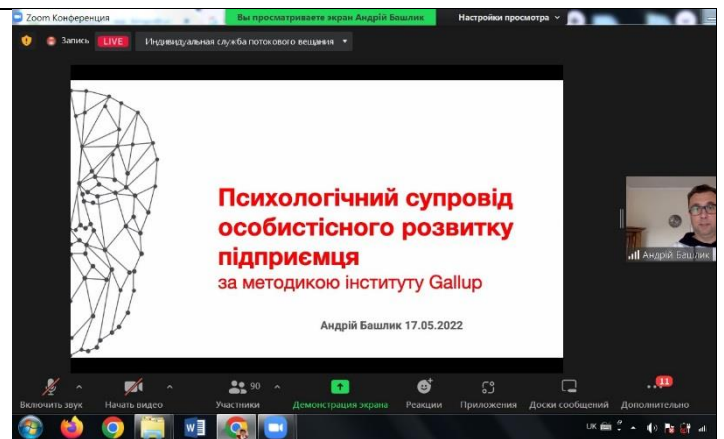 Zoom Конференция
Вы просматриваете экран Андрій Башлик
Настройки просмотра
Запись LIVE Индивидуальная служба потокового вещания
Психологічний супровід
особистісного розвитку
підприємця
за методикою інституту Gallup
Андрій Башлик 17.05.2022
Андрій Башлик
90
11
Включить звук Начать видео Участники Демонстрация экрана Реакции Приложения Доски сообщений Дополнительно
UK